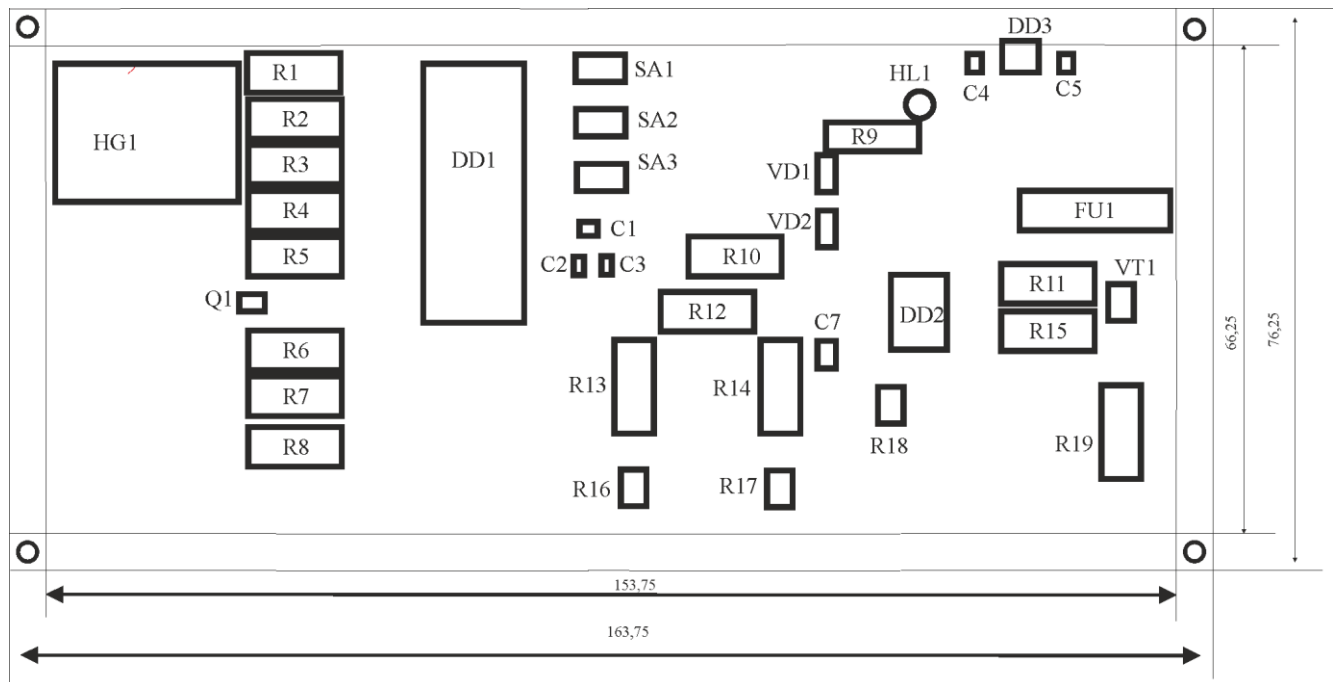 DD3
R1
SA1
HL1
C4
C5
R2
SA2
HG1
R9
R3
DD1
SA3
VD1
R4
FU1
C1
VD2
R5
R10
C2
C3
VT1
Q1
R11
R12
DD2
C7
R15
R6
R13
R14
R7
R18
R19
R8
R16
R17
66,25
76,25
153,75
163,75